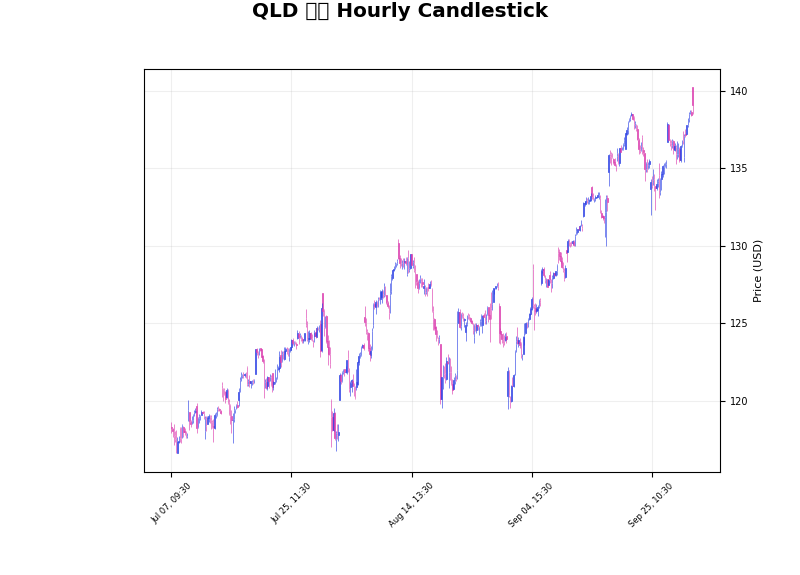 QLD Hourly Candlestick
140
135
130
125
120
Price (USD)
Jul 07, 09:30
Jul 25, 11:30
Aug 14, 13:30
Sep 04, 15:30
Sep 25, 10:30